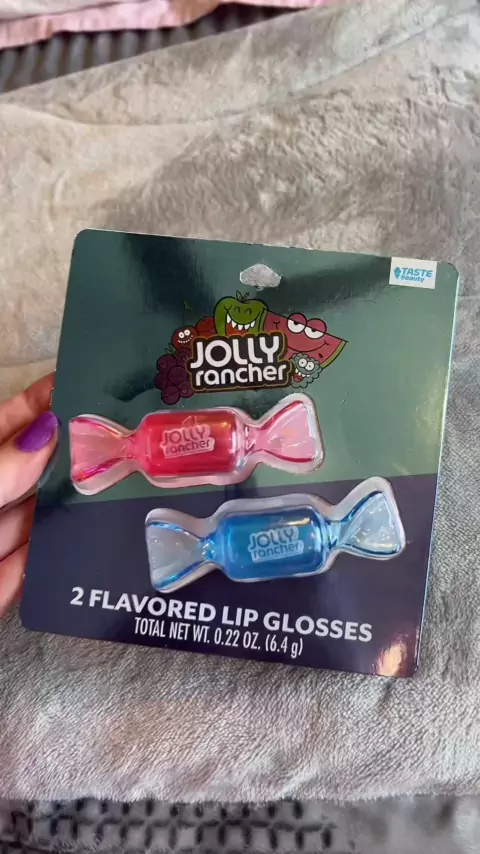 TASTE
beauty
JOLLY
rancher
JOLLY
rancher
JOLLY
rancher
2 FLAVORED LIP GLOSSES
TOTAL NET WT. 0.22 OZ. (6.4 g)